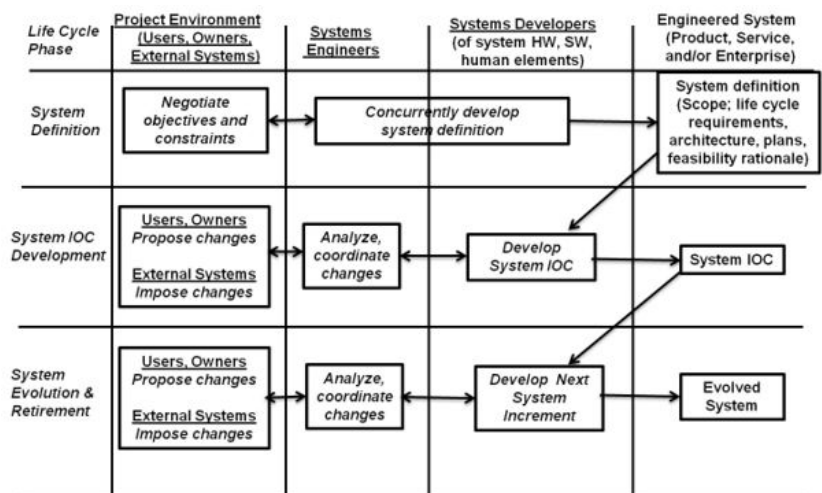 Life Cycle
Phase
Project Environment
(Users, Owners,
External Systems)
Systems
Engineers
Systems Developers
(of system HW, SW,
human elements)
Engineered System
(Product, Service,
and/or Enterprise)
System
Definition
Negotiate
objectives and
constraints
Concurrently develop
system definition
System definition
(Scope; life cycle
requirements,
architecture, plans,
feasibility rationale)
System IOC
Development
Users, Owners
Propose changes
External Systems
Impose changes
Analyze,
coordinate
changes
Develop
System IOC
System IOC
System
Evolution &
Retirement
Users, Owners
Propose changes
External Systems
Impose changes
Analyze,
coordinate
changes
Develop Next
System
Increment
Evolved
System